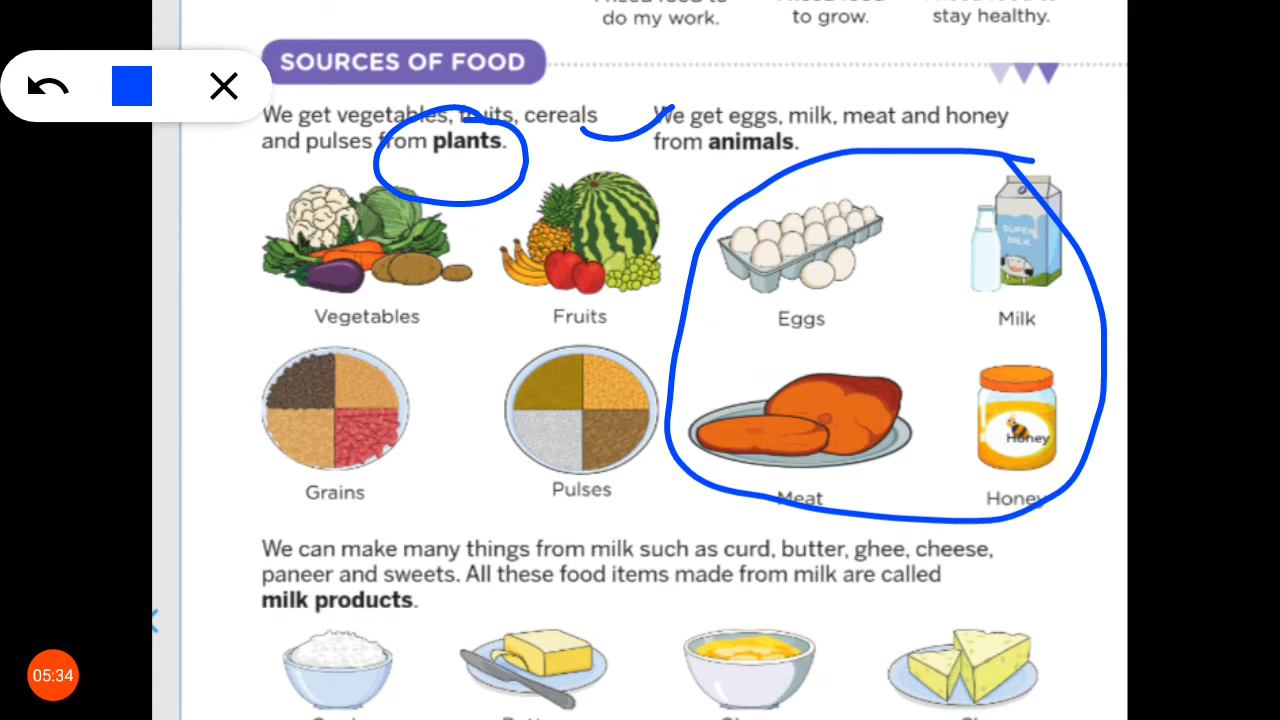 do my work.
to grow.
stay healthy.
SOURCES OF FOOD
We get vegetables, fruits, cereals
and pulses from plants.
We get eggs, milk, meat and honey
from animals.
SUPER
MILK
Vegetables
Fruits
Eggs
Milk
Honey
Grains
Pulses
Meat
Honey
We can make many things from milk such as curd, butter, ghee, cheese,
paneer and sweets. All these food items made from milk are called
milk products.
05:34